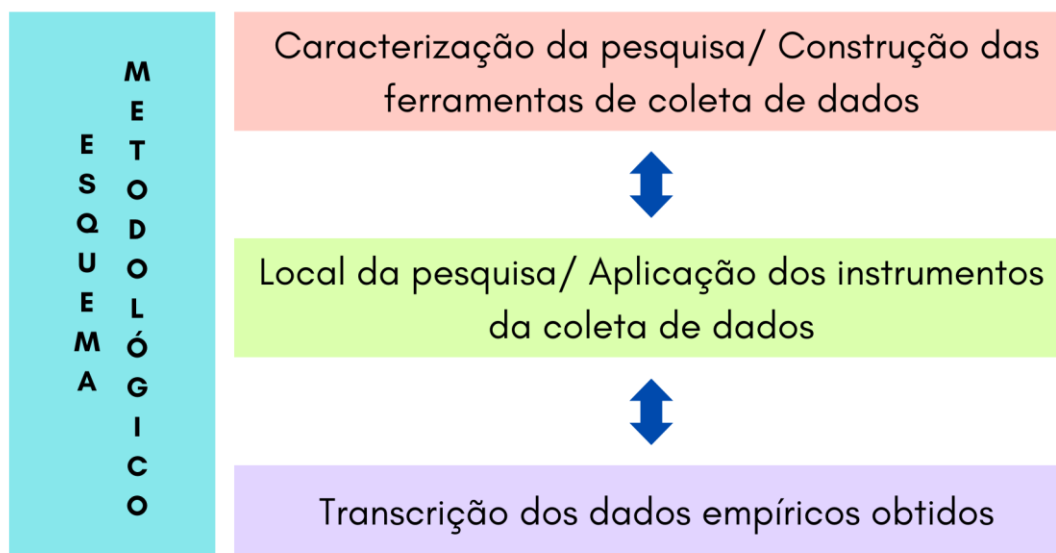 ESQUEMA
METODOLÓGICO
Caracterização da pesquisa/ Construção das
ferramentas de coleta de dados
Local da pesquisa/ Aplicação dos instrumentos
da coleta de dados
Transcrição dos dados empíricos obtidos